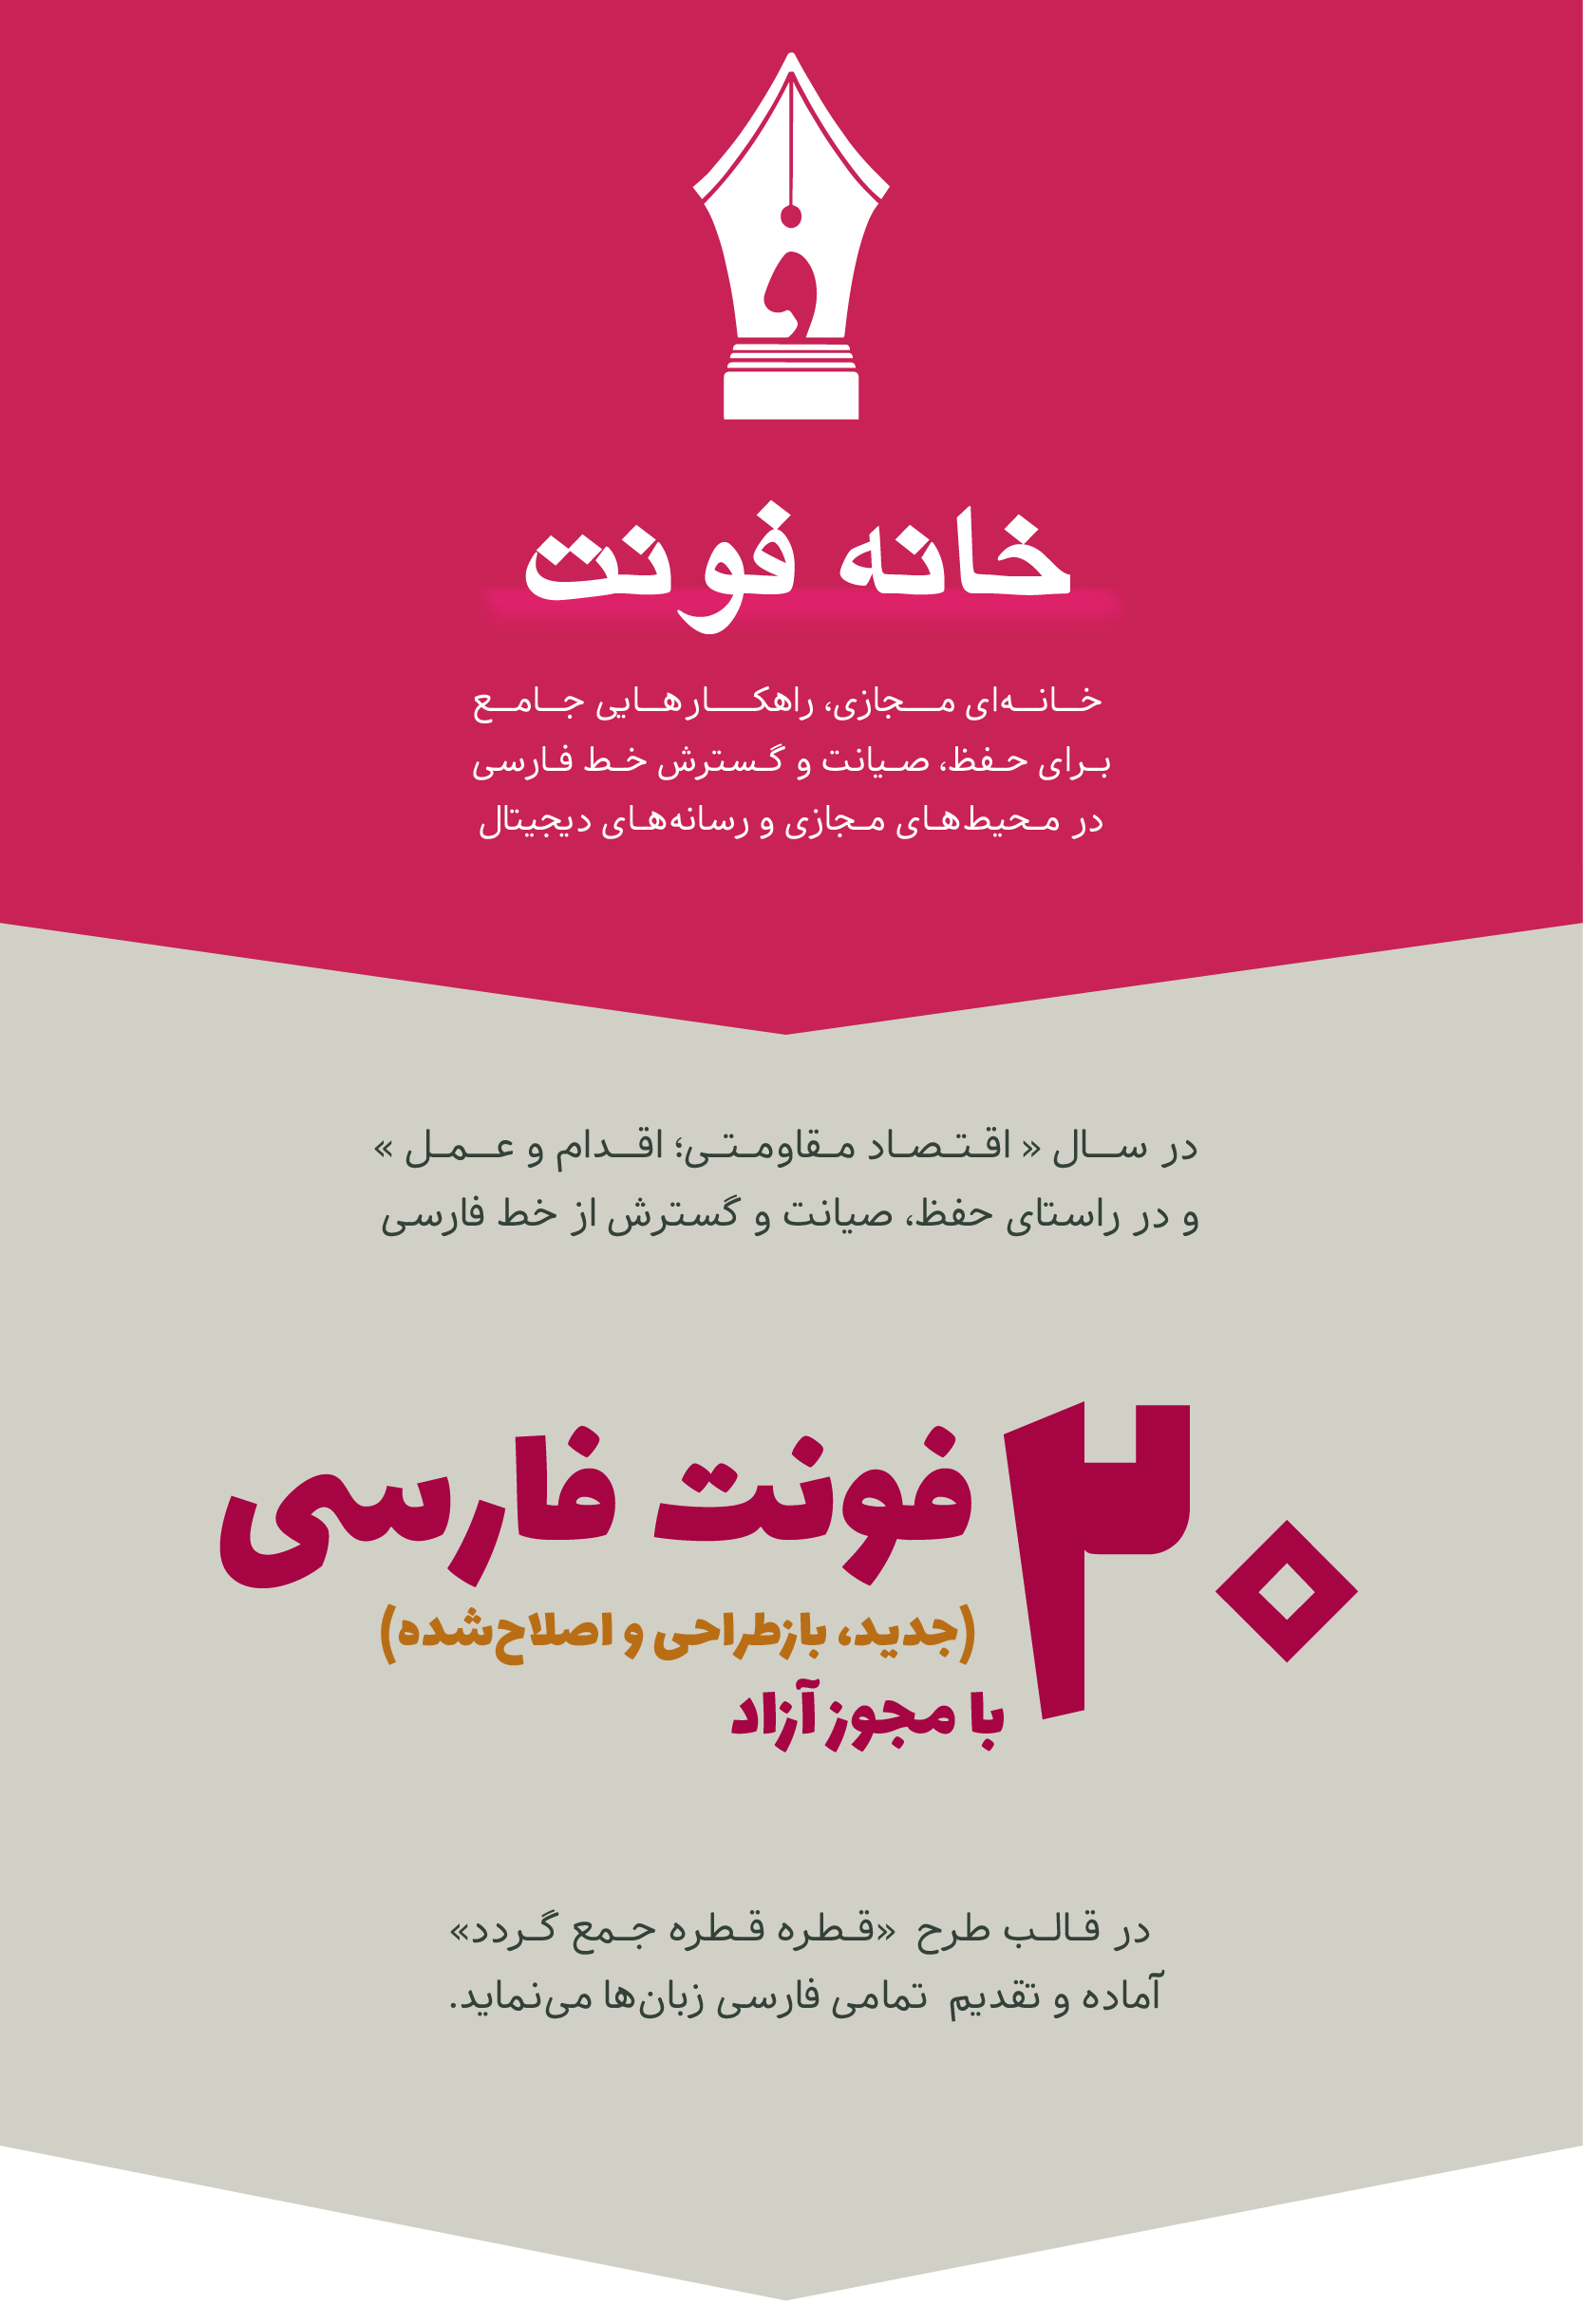 خانه فونت
خانه‌ای مجازی، راهکارهایی جامع
برای حفظ، صیانت و گسترش خط فارسی
در محیط‌های مجازی و رسانه‌های دیجیتال
در سال « اقتصاد مقاومتی؛ اقدام و عمل »
و در راستای حفظ، صیانت و گسترش از خط فارسی
۲۰ فونت فارسی
(جدید، بازطراحی و اصلاح‌شده)
با مجوز آزاد
در قالب طرح «قطره قطره جمع گردد»
آماده و تقدیم تمامی فارسی زبان‌ها می‌نماید.